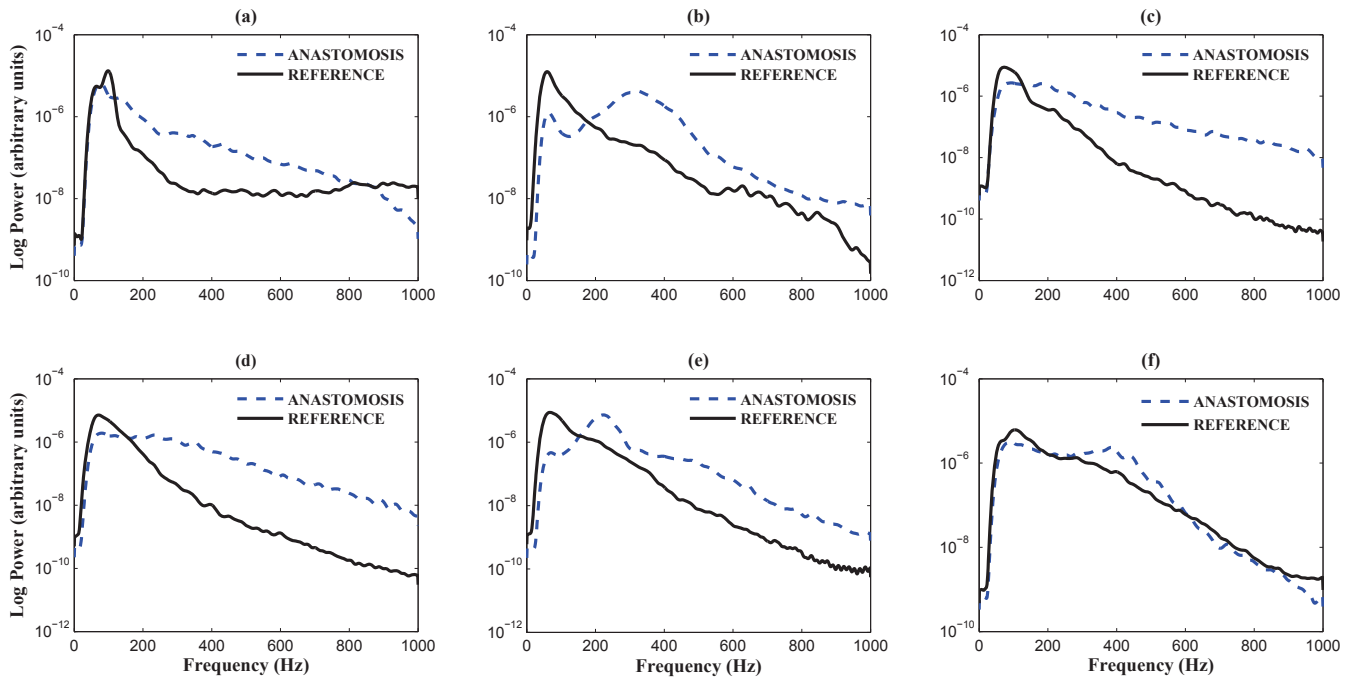 (a)
Log Power (arbitrary units)
10⁻⁴
10⁻⁶
10⁻⁸
10⁻¹⁰
ANASTOMOSIS
REFERENCE
0 200 400 600 800 1000
(b)
10⁻⁴
10⁻⁶
10⁻⁸
10⁻¹⁰
ANASTOMOSIS
REFERENCE
0 200 400 600 800 1000
(c)
10⁻⁴
10⁻⁶
10⁻⁸
10⁻¹⁰
10⁻¹²
ANASTOMOSIS
REFERENCE
0 200 400 600 800 1000
(d)
Log Power (arbitrary units)
10⁻⁴
10⁻⁶
10⁻⁸
10⁻¹⁰
10⁻¹²
ANASTOMOSIS
REFERENCE
0 200 400 600 800 1000
Frequency (Hz)
(e)
10⁻⁴
10⁻⁶
10⁻⁸
10⁻¹⁰
10⁻¹²
ANASTOMOSIS
REFERENCE
0 200 400 600 800 1000
Frequency (Hz)
(f)
10⁻⁴
10⁻⁶
10⁻⁸
10⁻¹⁰
ANASTOMOSIS
REFERENCE
0 200 400 600 800 1000
Frequency (Hz)